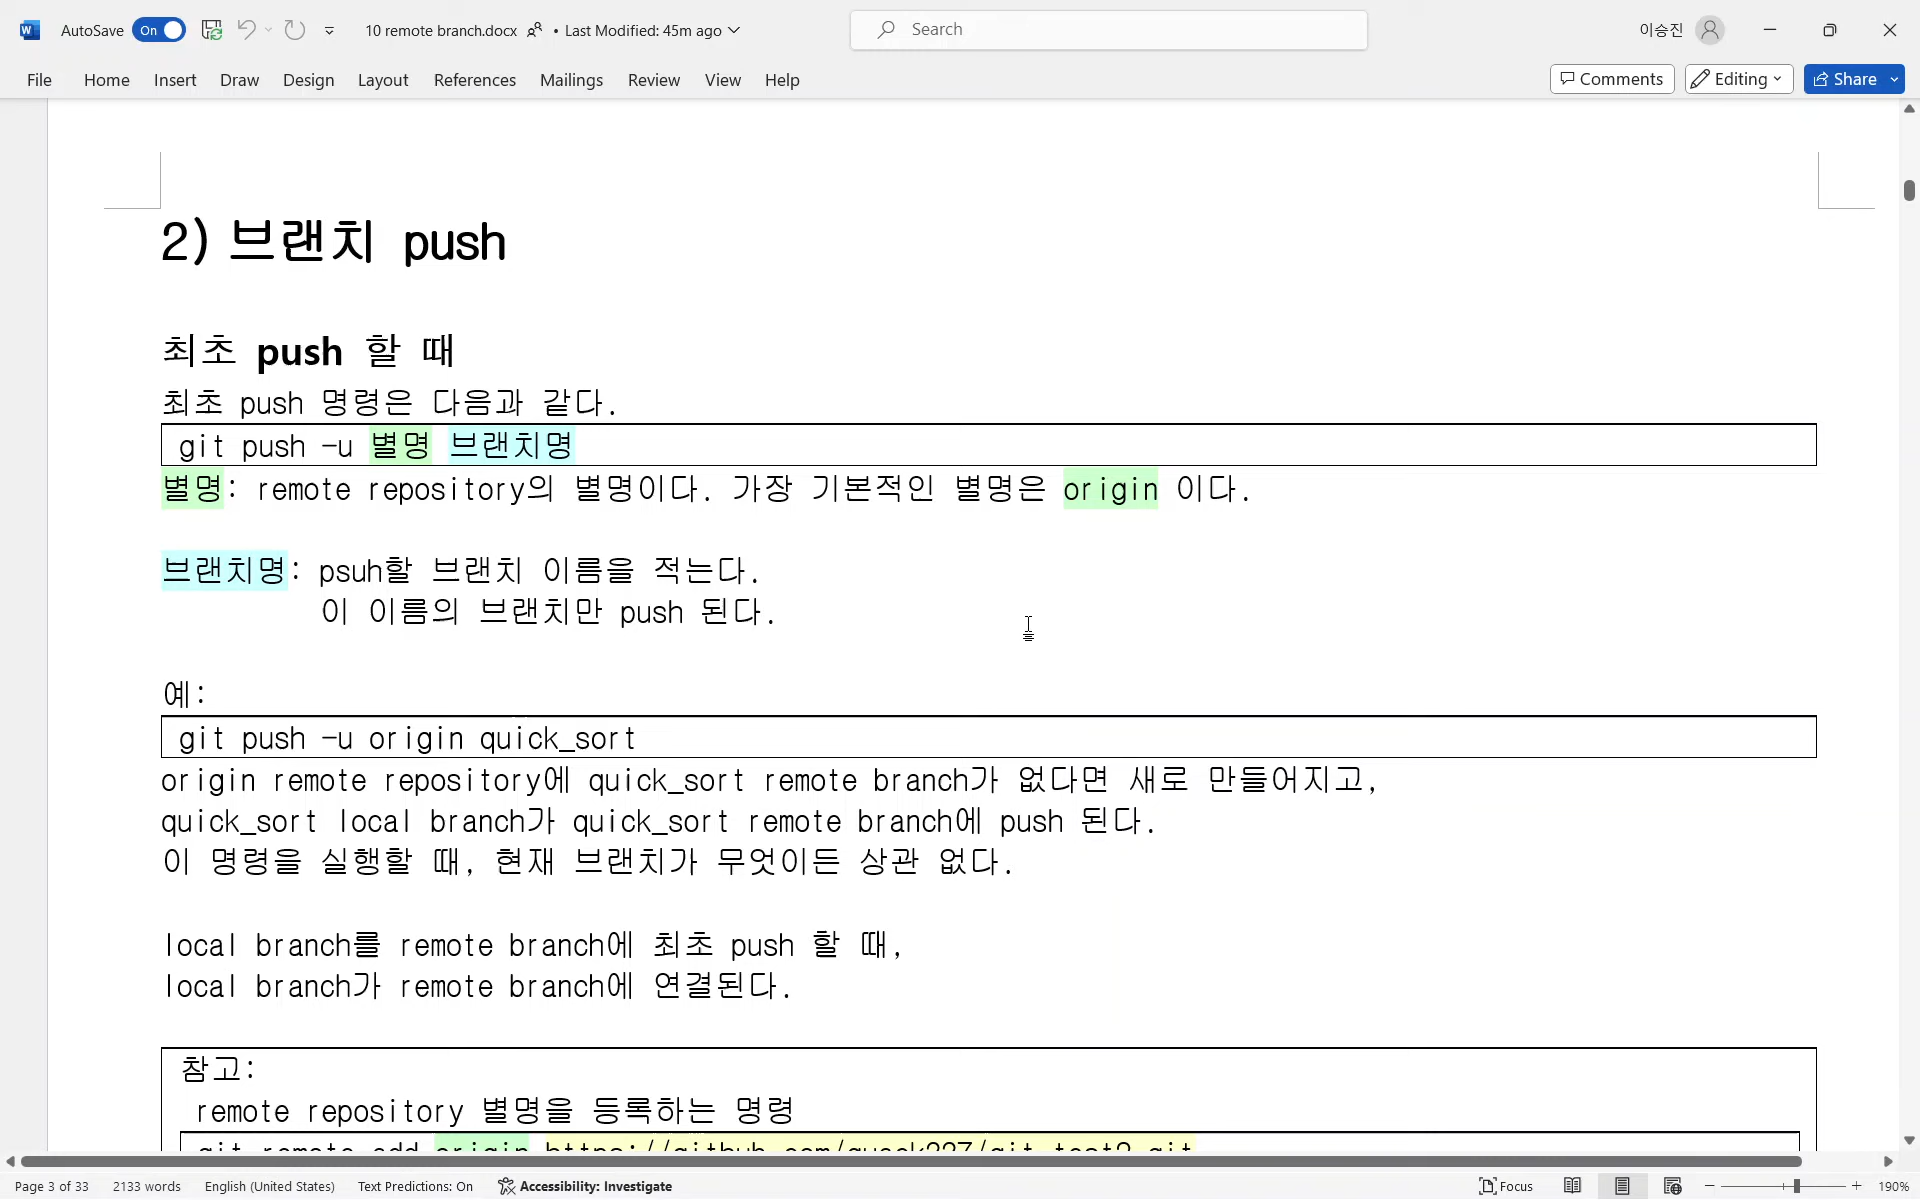 AutoSave On 10 remote branch.docx • Last Modified: 45m ago Search 이승진
File Home Insert Draw Design Layout References Mailings Review View Help Comments Editing Share
2) 브랜치 push
최초 push 할 때
최초 push 명령은 다음과 같다.
git push -u 별명 브랜치명
별명: remote repository의 별명이다. 가장 기본적인 별명은 origin 이다.
브랜치명: psuh할 브랜치 이름을 적는다.
이 이름의 브랜치만 push 된다.
예:
git push -u origin quick_sort
origin remote repository에 quick_sort remote branch가 없다면 새로 만들어지고,
quick_sort local branch가 quick_sort remote branch에 push 된다.
이 명령을 실행할 때, 현재 브랜치가 무엇이든 상관 없다.
local branch를 remote branch에 최초 push 할 때,
local branch가 remote branch에 연결된다.
참고:
remote repository 별명을 등록하는 명령
git remote add origin
Page 3 of 33 2133 words English (United States) Text Predictions: On Accessibility: Investigate Focus 190%